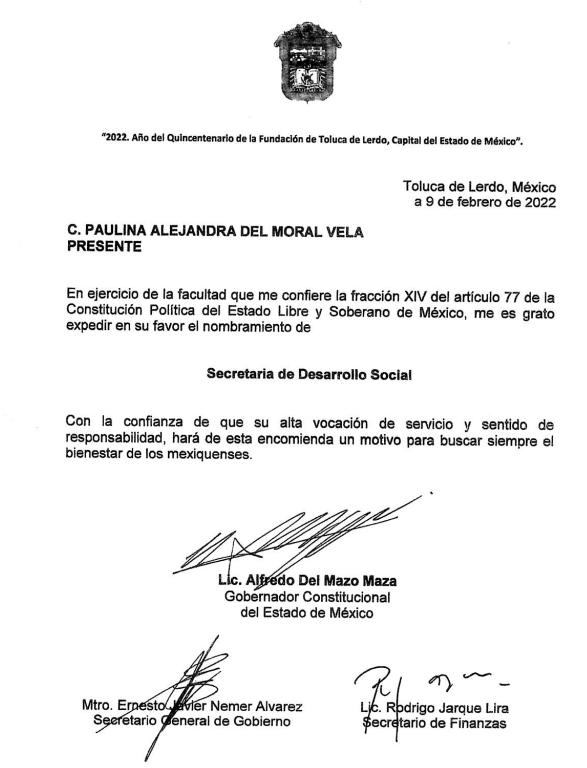 "2022. Año del Quincentenario de la Fundación de Toluca de Lerdo, Capital del Estado de México".
Toluca de Lerdo, México
a 9 de febrero de 2022
C. PAULINA ALEJANDRA DEL MORAL VELA
PRESENTE
En ejercicio de la facultad que me confiere la fracción XIV del artículo 77 de la
Constitución Política del Estado Libre y Soberano de México, me es grato
expedir en su favor el nombramiento de
Secretaria de Desarrollo Social
Con la confianza de que su alta vocación de servicio y sentido de
responsabilidad, hará de esta encomienda un motivo para buscar siempre el
bienestar de los mexiquenses.
Lic. Alfredo Del Mazo Maza
Gobernador Constitucional
del Estado de México
Mtro. Ernesto Javier Nemer Alvarez
Secretario General de Gobierno
Lic. Rodrigo Jarque Lira
Secretario de Finanzas